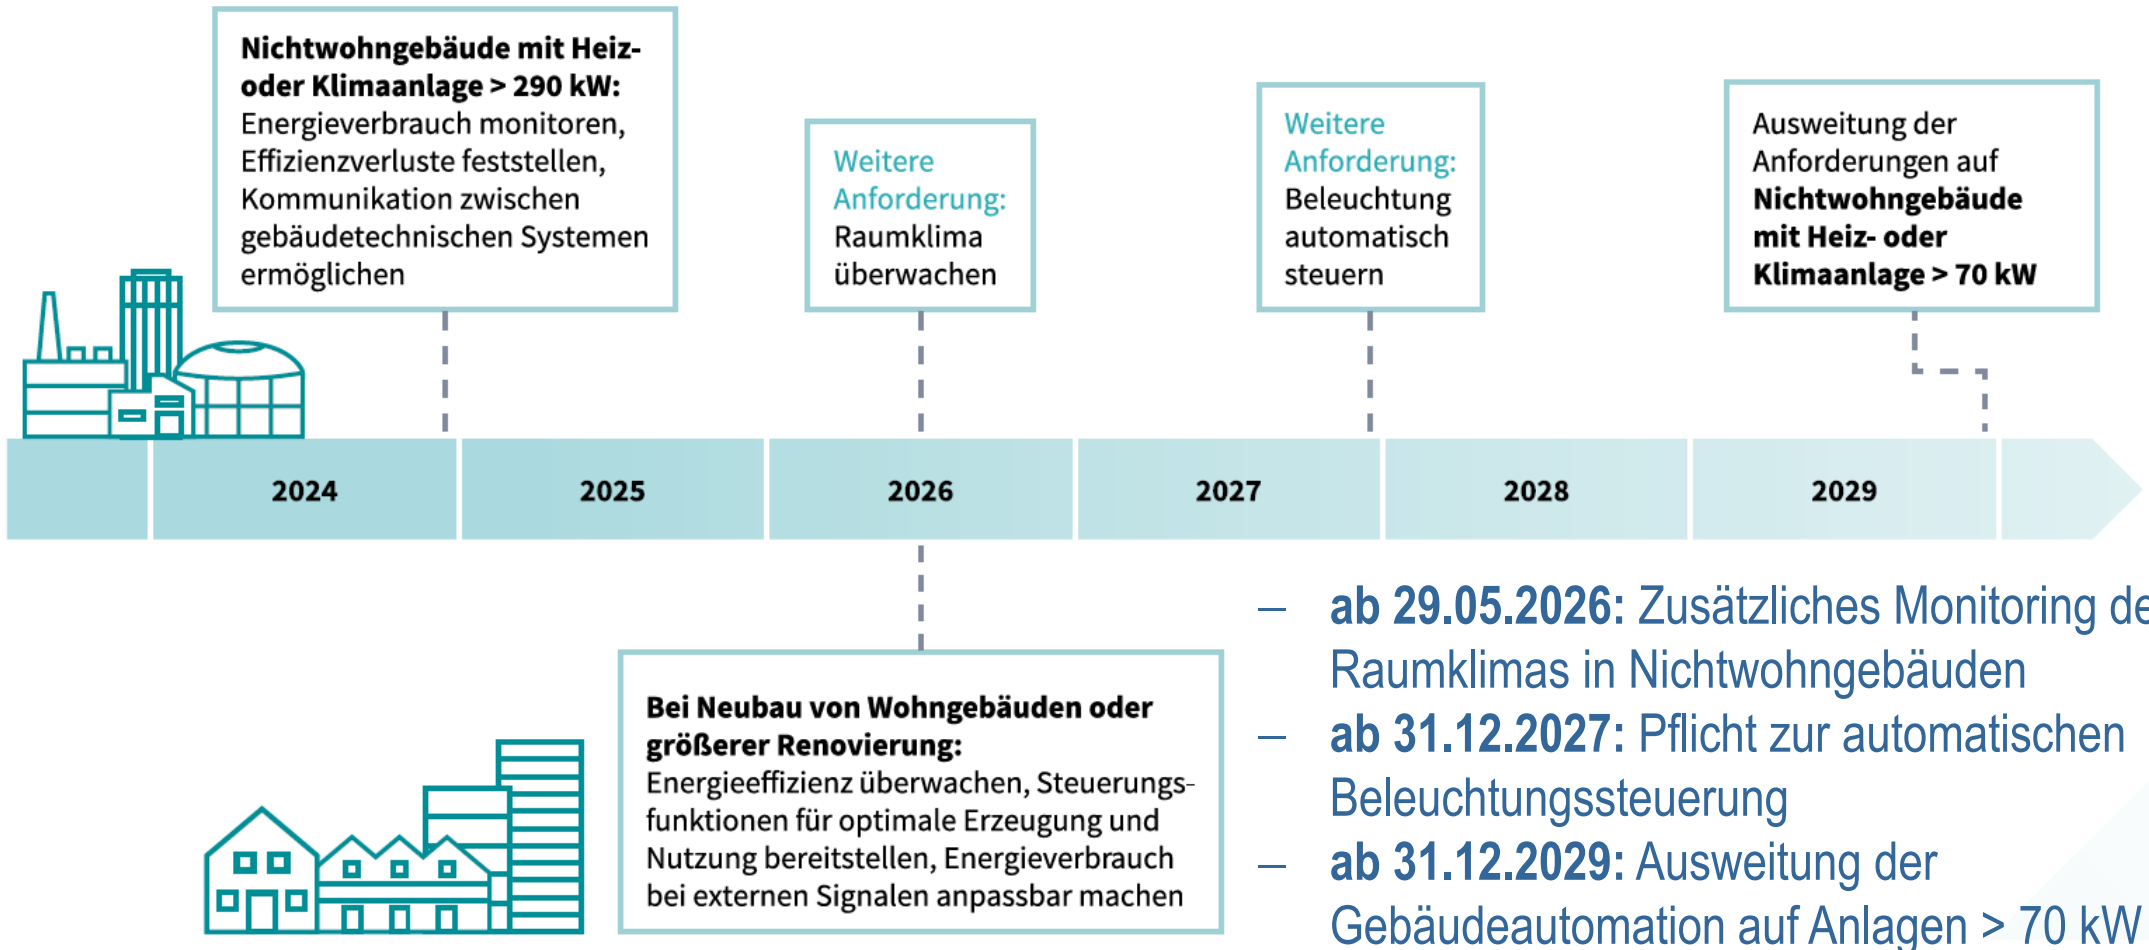 Nichtwohngebäude mit Heiz-
oder Klimaanlage > 290 kW:
Energieverbrauch monitoren,
Effizienzverluste feststellen,
Kommunikation zwischen
gebäudetechnischen Systemen
ermöglichen
Weitere
Anforderung:
Raumklima
überwachen
Weitere
Anforderung:
Beleuchtung
automatisch
steuern
Ausweitung der
Anforderungen auf
Nichtwohngebäude
mit Heiz- oder
Klimaanlage > 70 kW
2024
2025
2026
2027
2028
2029
Bei Neubau von Wohngebäuden oder
größerer Renovierung:
Energieeffizienz überwachen, Steuerungs-
funktionen für optimale Erzeugung und
Nutzung bereitstellen, Energieverbrauch
bei externen Signalen anpassbar machen
– ab 29.05.2026: Zusätzliches Monitoring
Raumklimas in Nichtwohngebäuden
– ab 31.12.2027: Pflicht zur automatischen
Beleuchtungssteuerung
– ab 31.12.2029: Ausweitung der
Gebäudeautomation auf Anlagen > 70 kW